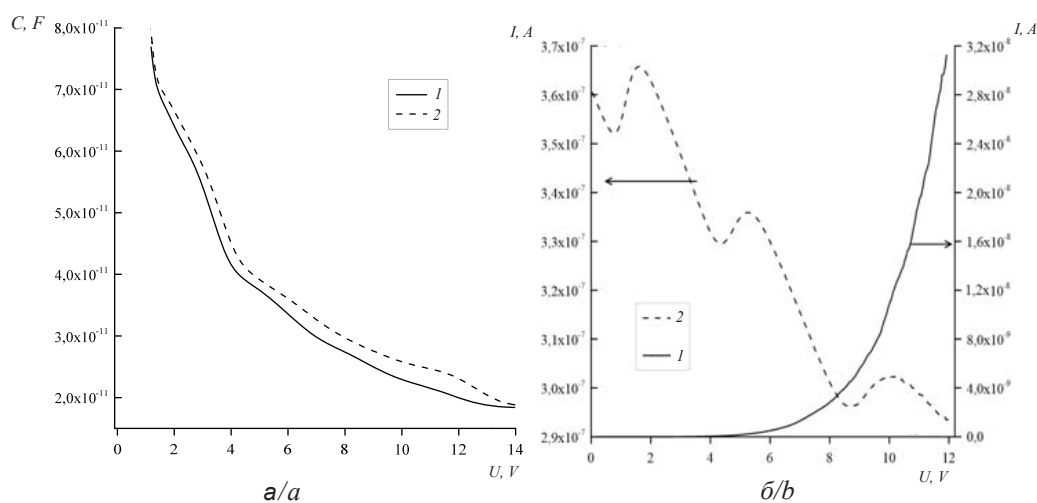 C, F
8,0x10⁻¹¹
7,0x10⁻¹¹
6,0x10⁻¹¹
5,0x10⁻¹¹
4,0x10⁻¹¹
3,0x10⁻¹¹
2,0x10⁻¹¹
1
2
0 2 4 6 8 10 12 14
U, V
а/a
I, A
3,7x10⁻⁷
3,6x10⁻⁷
3,5x10⁻⁷
3,4x10⁻⁷
3,3x10⁻⁷
3,2x10⁻⁷
3,1x10⁻⁷
3,0x10⁻⁷
2,9x10⁻⁷
I, A
3,2x10⁻⁸
2,8x10⁻⁸
2,4x10⁻⁸
2,0x10⁻⁸
1,6x10⁻⁸
1,2x10⁻⁸
8,0x10⁻⁹
4,0x10⁻⁹
0,0
2
1
0 2 4 6 8 10 12
U, V
б/b